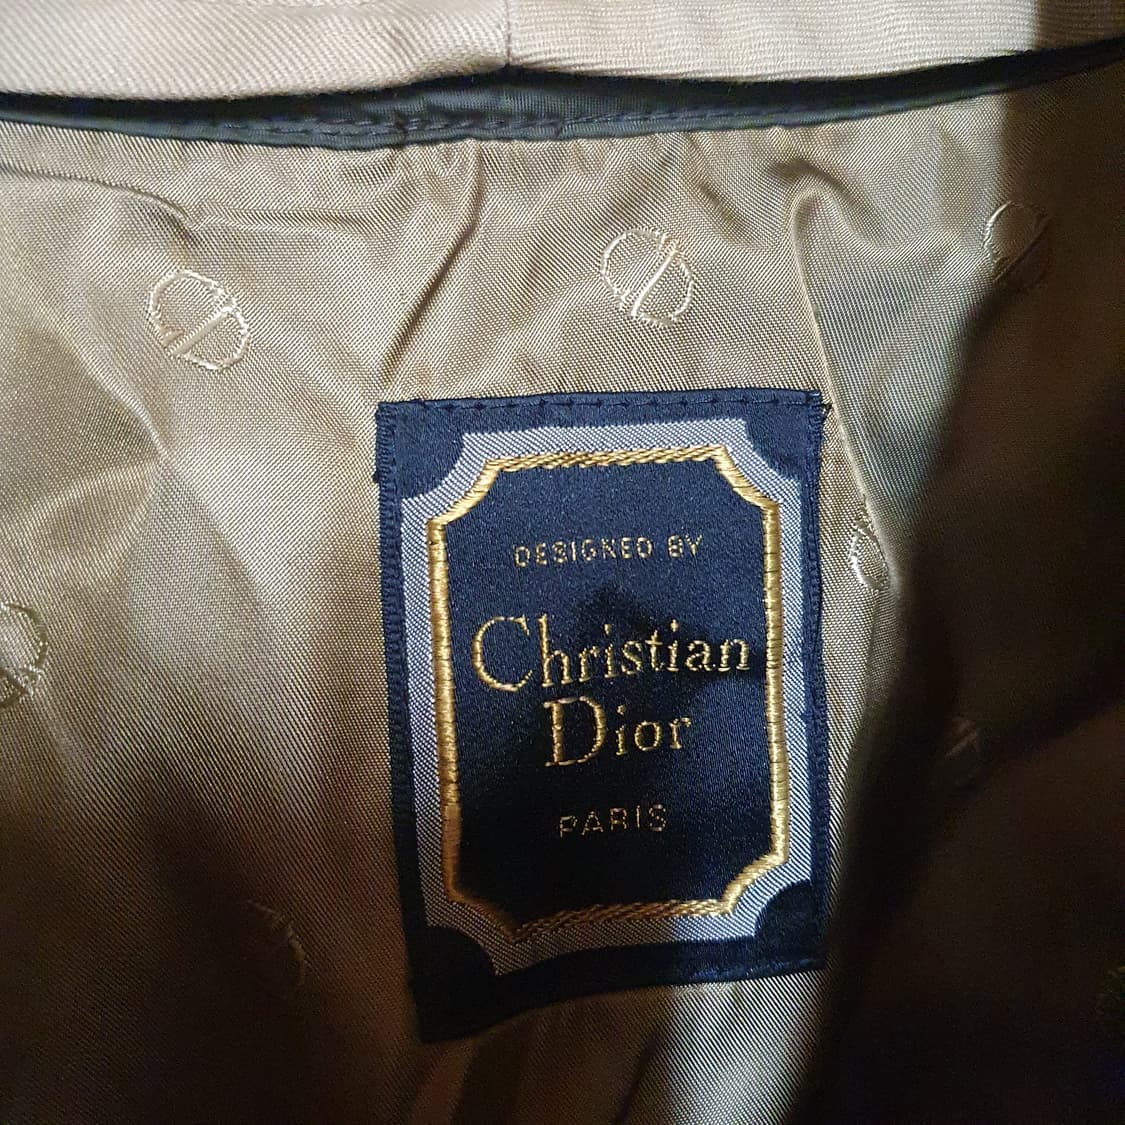 DESIGNED BY
Christian
Dior
PARIS